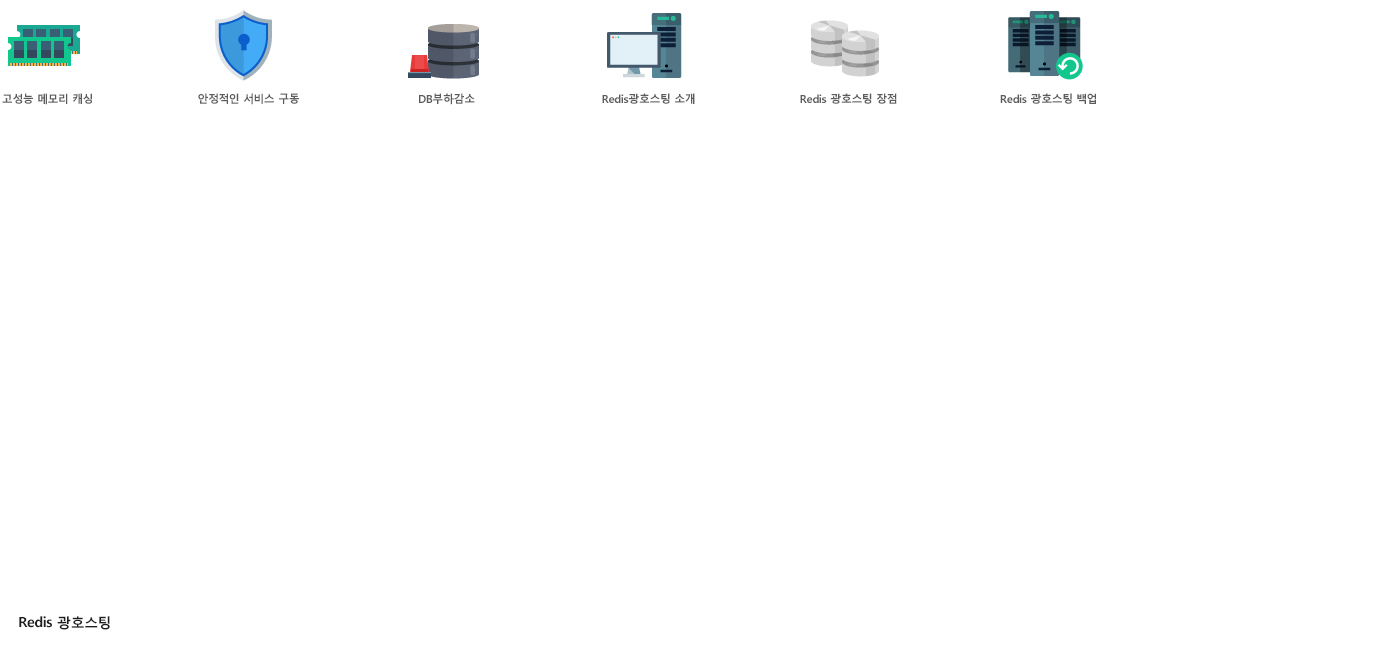 고성능 메모리 캐싱
안정적인 서비스 구동
DB부하감소
Redis광호스팅 소개
Redis 광호스팅 장점
Redis 광호스팅 백업
Redis 광호스팅